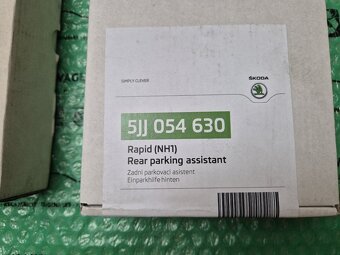 SIMPLY CLEVER
ŠKODA
5JJ 054 630
Rapid (NH1)
Rear parking assistant
Zadní parkovací asistent
Einparkhilfe hinten